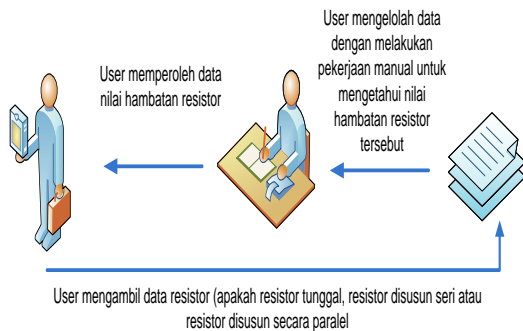 User memperoleh data
nilai hambatan resistor
User mengelolah data
dengan melakukan
pekerjaan manual untuk
mengetahui nilai
hambatan resistor
tersebut
User mengambil data resistor (apakah resistor tunggal, resistor disusun seri atau
resistor disusun secara paralel